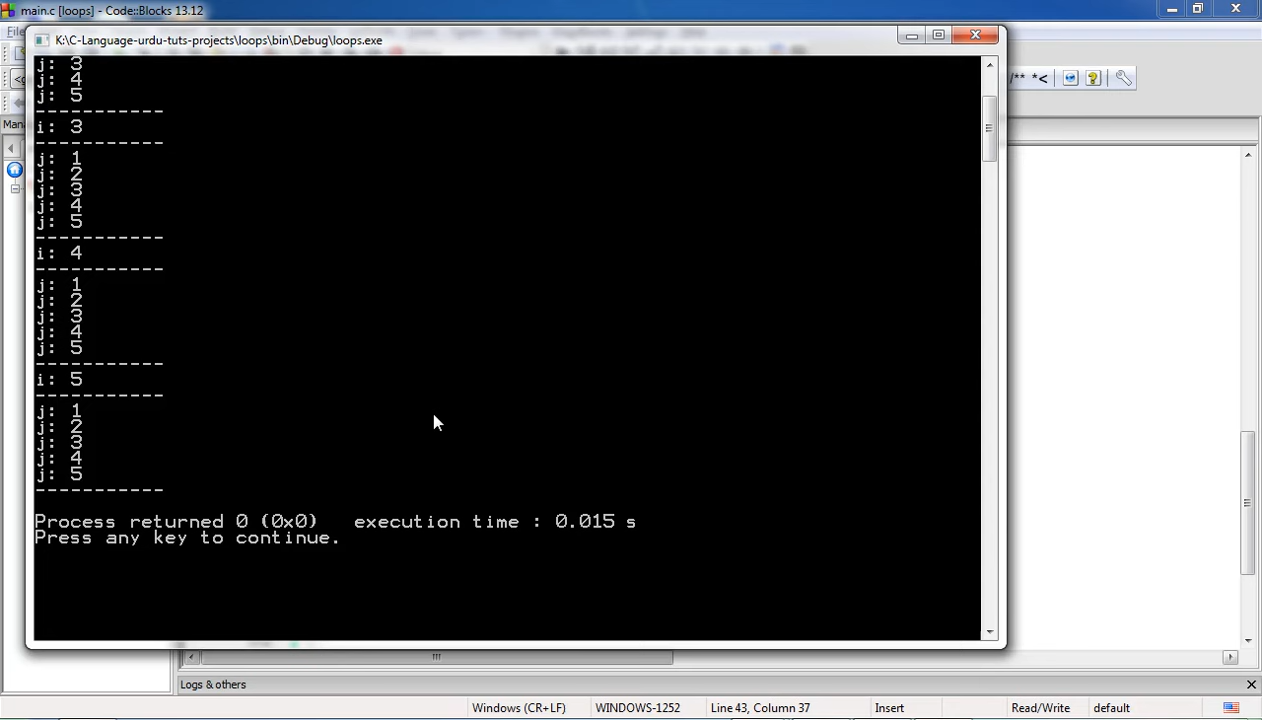 main.c [loops] - Code::Blocks 13.12
File
K:\C-Language-urdu-tuts-projects\loops\bin\Debug\loops.exe
/** *<
Mana
j: 3
j: 4
j: 5
------------
i: 3
------------
j: 1
j: 2
j: 3
j: 4
j: 5
------------
i: 4
------------
j: 1
j: 2
j: 3
j: 4
j: 5
------------
i: 5
------------
j: 1
j: 2
j: 3
j: 4
j: 5
------------
Process returned 0 (0x0)   execution time : 0.015 s
Press any key to continue.
Logs & others
Windows (CR+LF) WINDOWS-1252 Line 43, Column 37 Insert Read/Write default